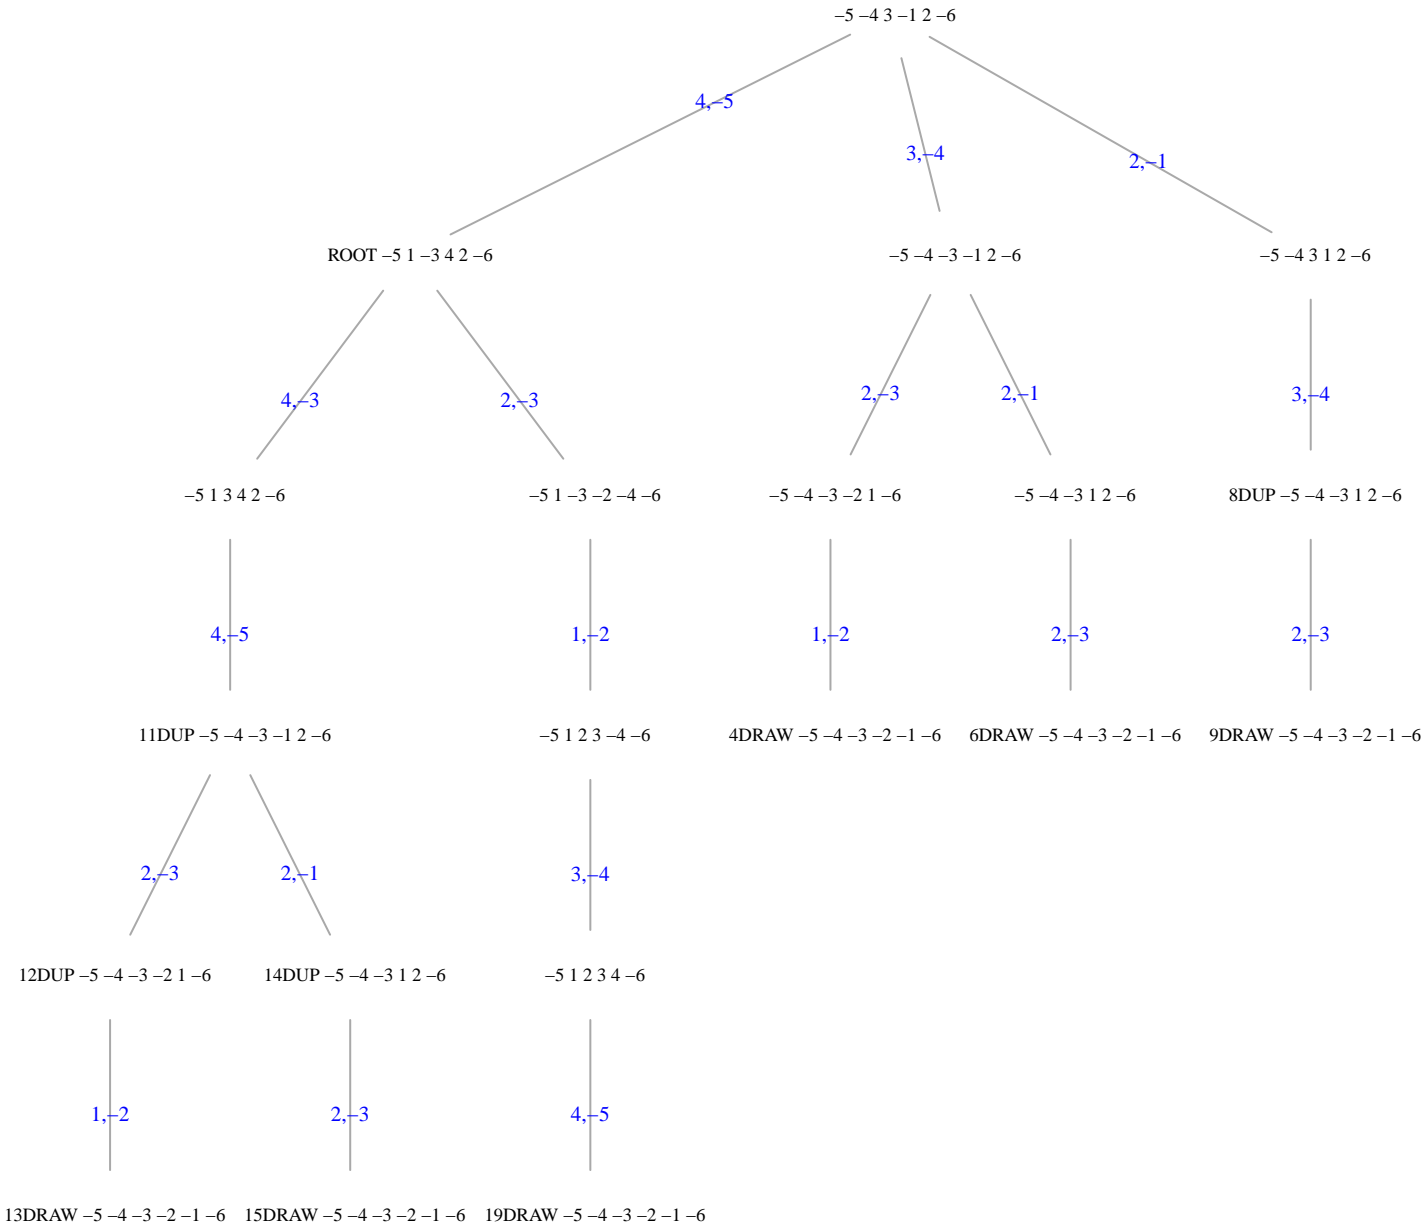 –5 –4 3 –1 2 –6
4,–5
3,–4
2,–1
ROOT –5 1 –3 4 2 –6
–5 –4 –3 –1 2 –6
–5 –4 3 1 2 –6
4,–3
2,–3
2,–3
2,–1
3,–4
–5 1 3 4 2 –6
–5 1 –3 –2 –4 –6
–5 –4 –3 –2 1 –6
–5 –4 –3 1 2 –6
8DUP –5 –4 –3 1 2 –6
4,–5
1,–2
1,–2
2,–3
2,–3
11DUP –5 –4 –3 –1 2 –6
–5 1 2 3 –4 –6
4DRAW –5 –4 –3 –2 –1 –6
6DRAW –5 –4 –3 –2 –1 –6
9DRAW –5 –4 –3 –2 –1 –6
2,–3
2,–1
3,–4
12DUP –5 –4 –3 –2 1 –6
14DUP –5 –4 –3 1 2 –6
–5 1 2 3 4 –6
1,–2
2,–3
4,–5
13DRAW –5 –4 –3 –2 –1 –6
15DRAW –5 –4 –3 –2 –1 –6
19DRAW –5 –4 –3 –2 –1 –6